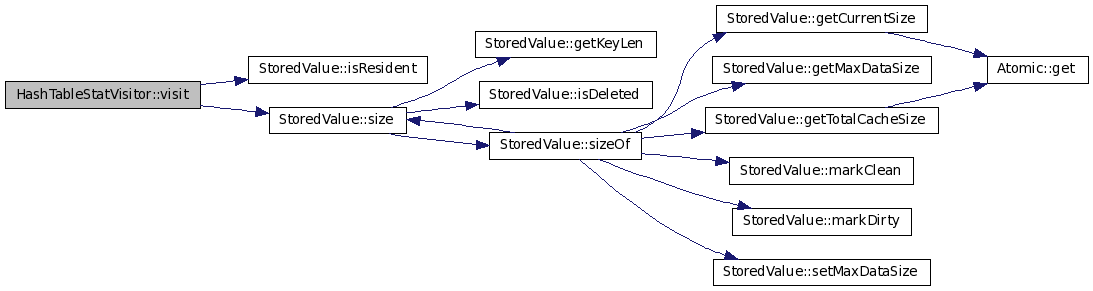 HashTableStatVisitor::visit
StoredValue::isResident
StoredValue::size
StoredValue::getKeyLen
StoredValue::isDeleted
StoredValue::sizeOf
StoredValue::getCurrentSize
StoredValue::getMaxDataSize
StoredValue::getTotalCacheSize
StoredValue::markClean
StoredValue::markDirty
StoredValue::setMaxDataSize
Atomic::get